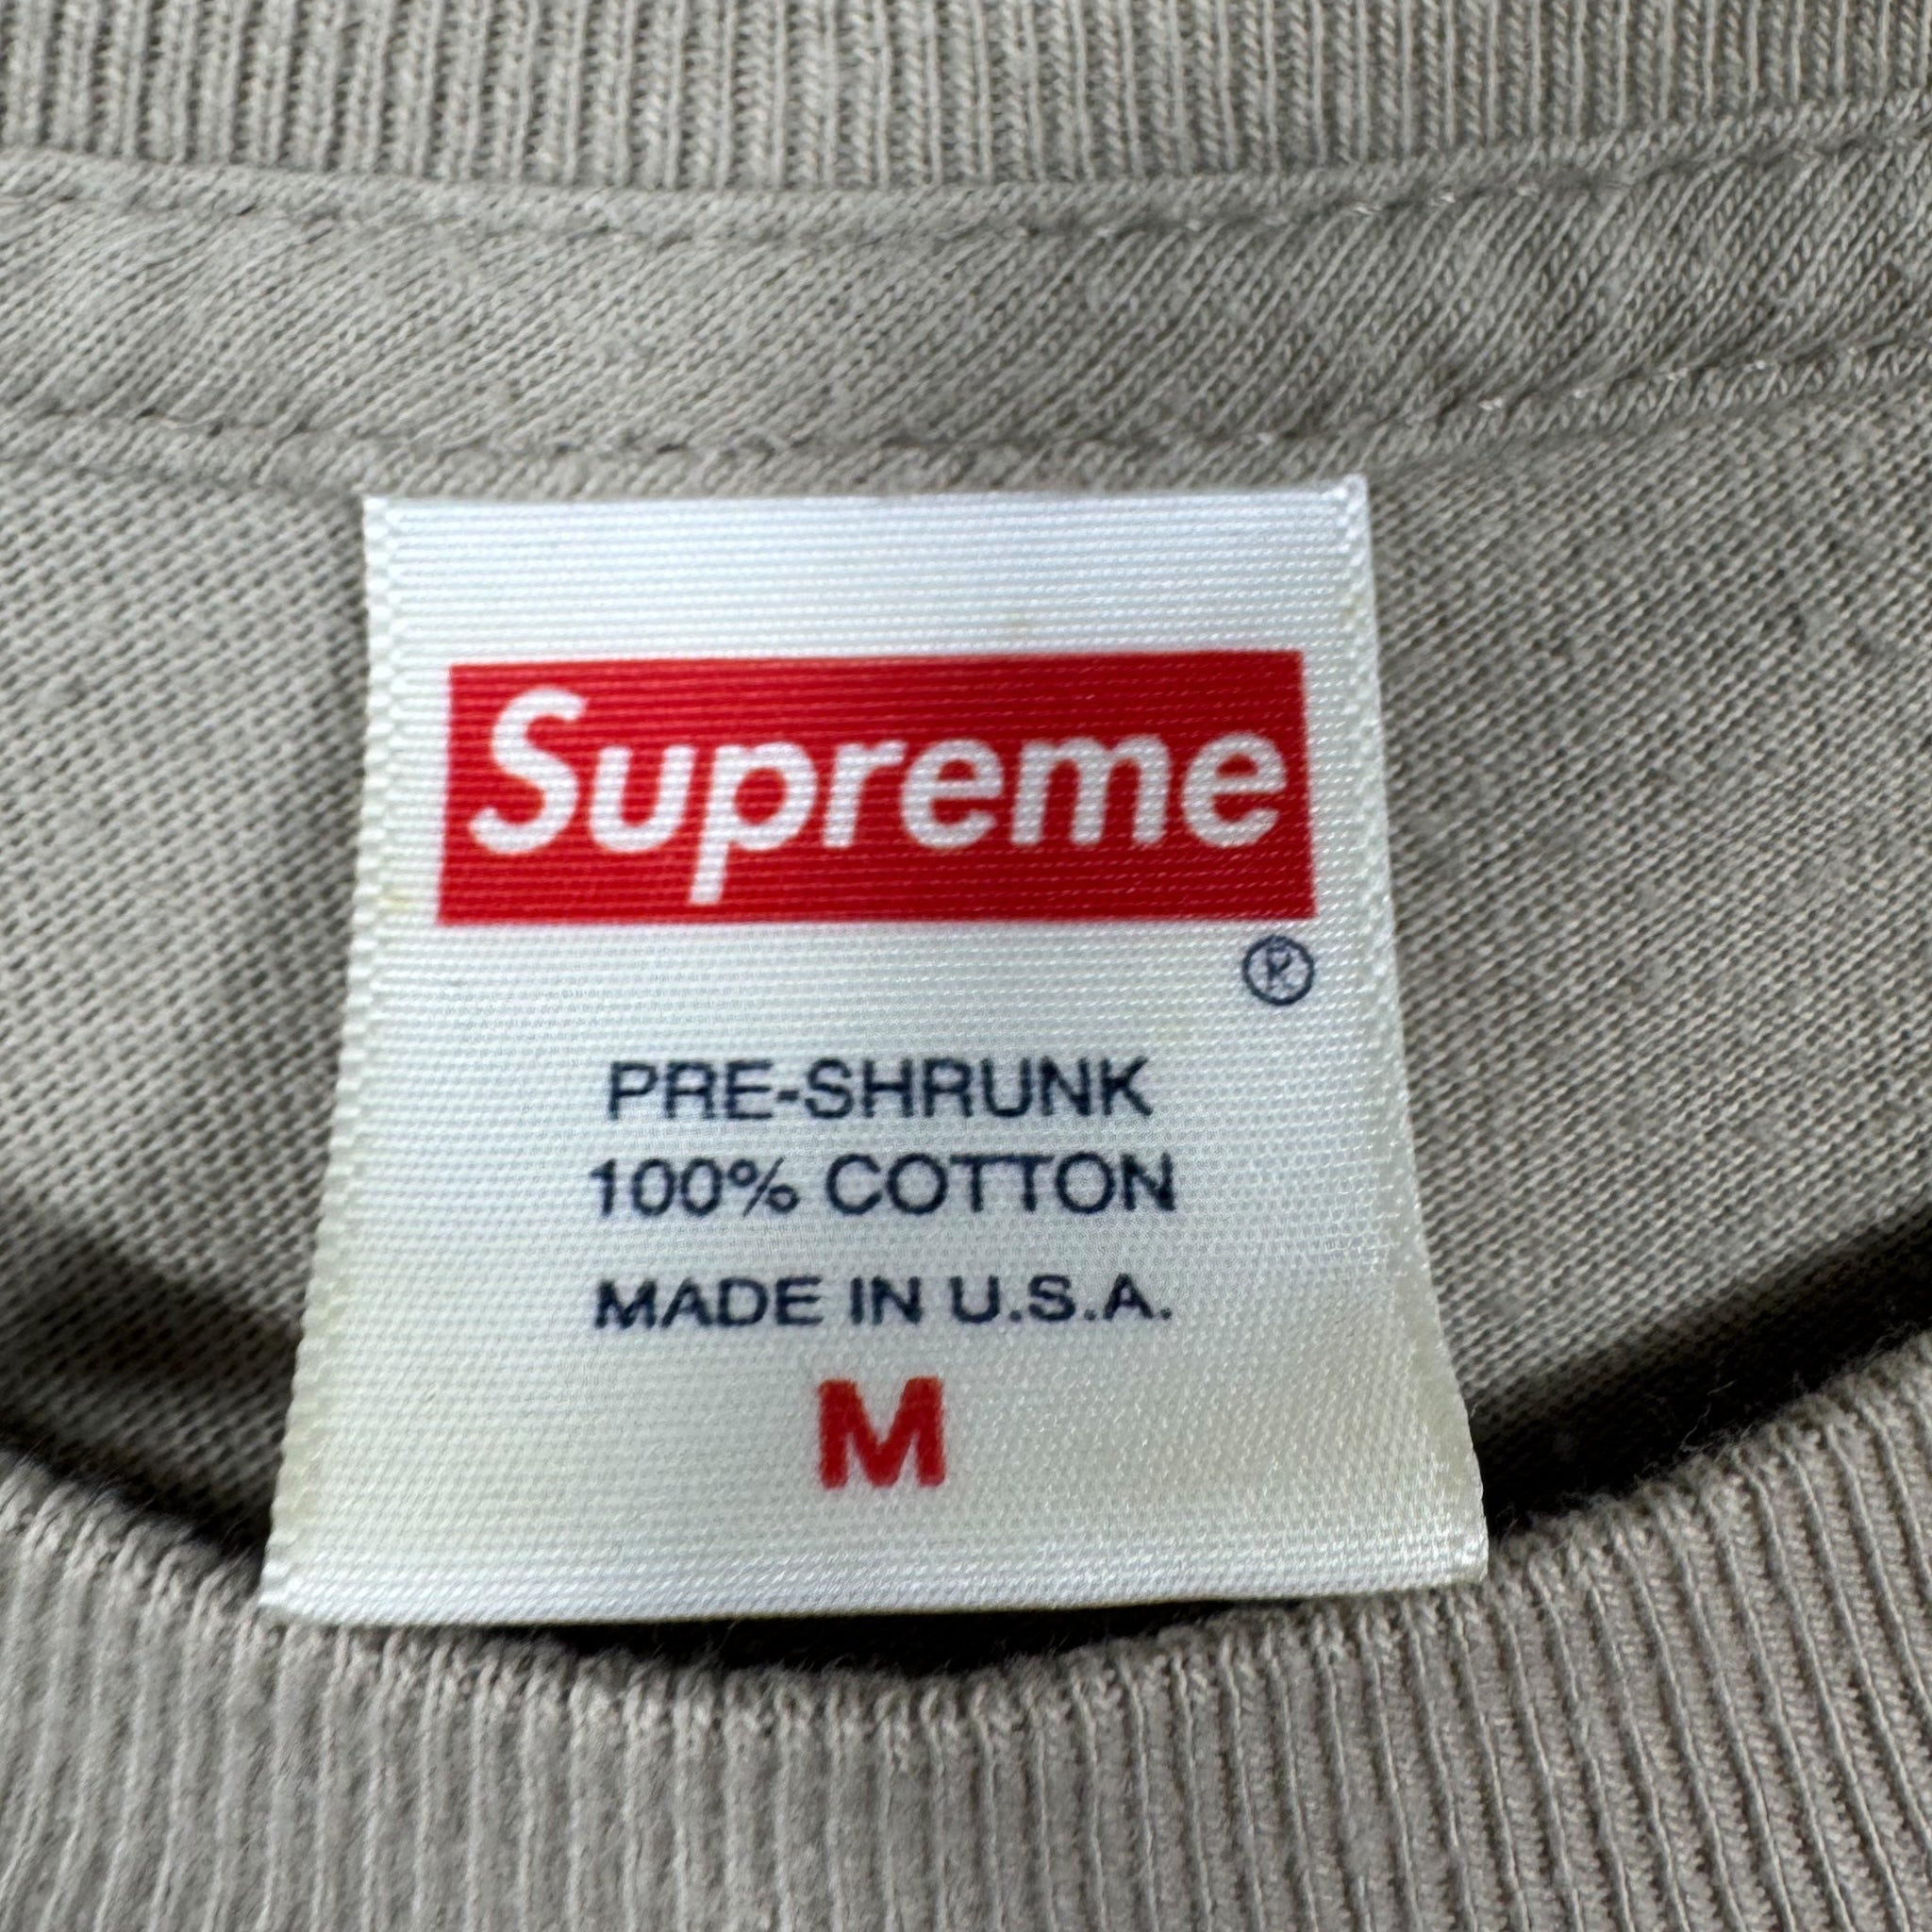 Supreme
®
PRE-SHRUNK
100% COTTON
MADE IN U.S.A.
M